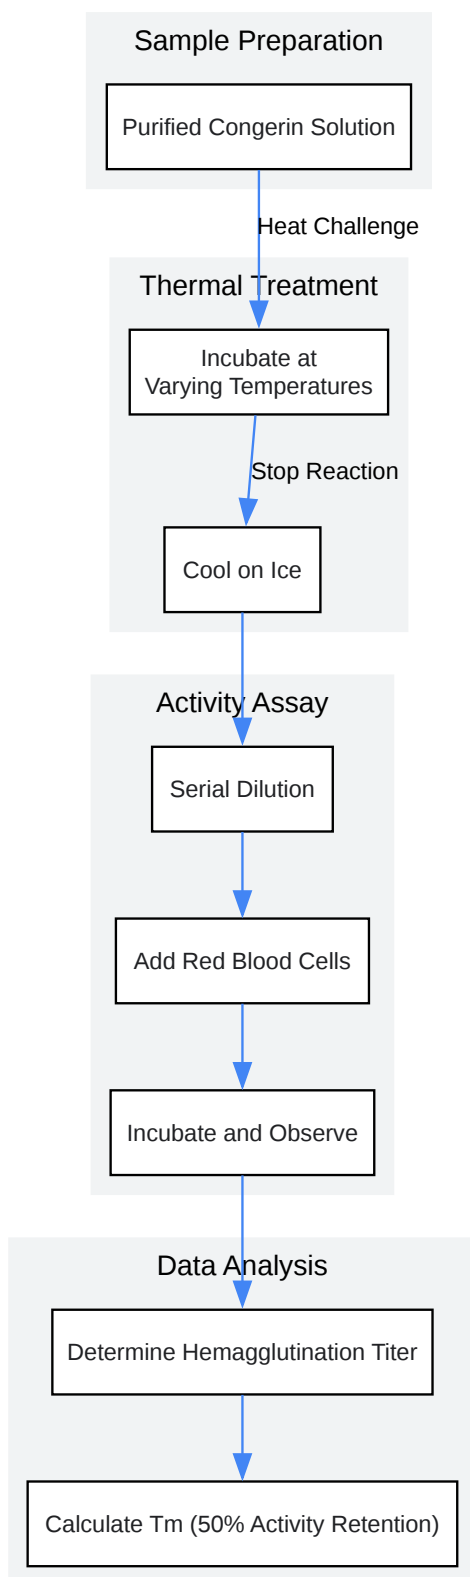 Sample Preparation
Purified Congerin Solution
Heat Challenge
Thermal Treatment
Incubate at
Varying Temperatures
Stop Reaction
Cool on Ice
Activity Assay
Serial Dilution
Add Red Blood Cells
Incubate and Observe
Data Analysis
Determine Hemagglutination Titer
Calculate Tm (50% Activity Retention)